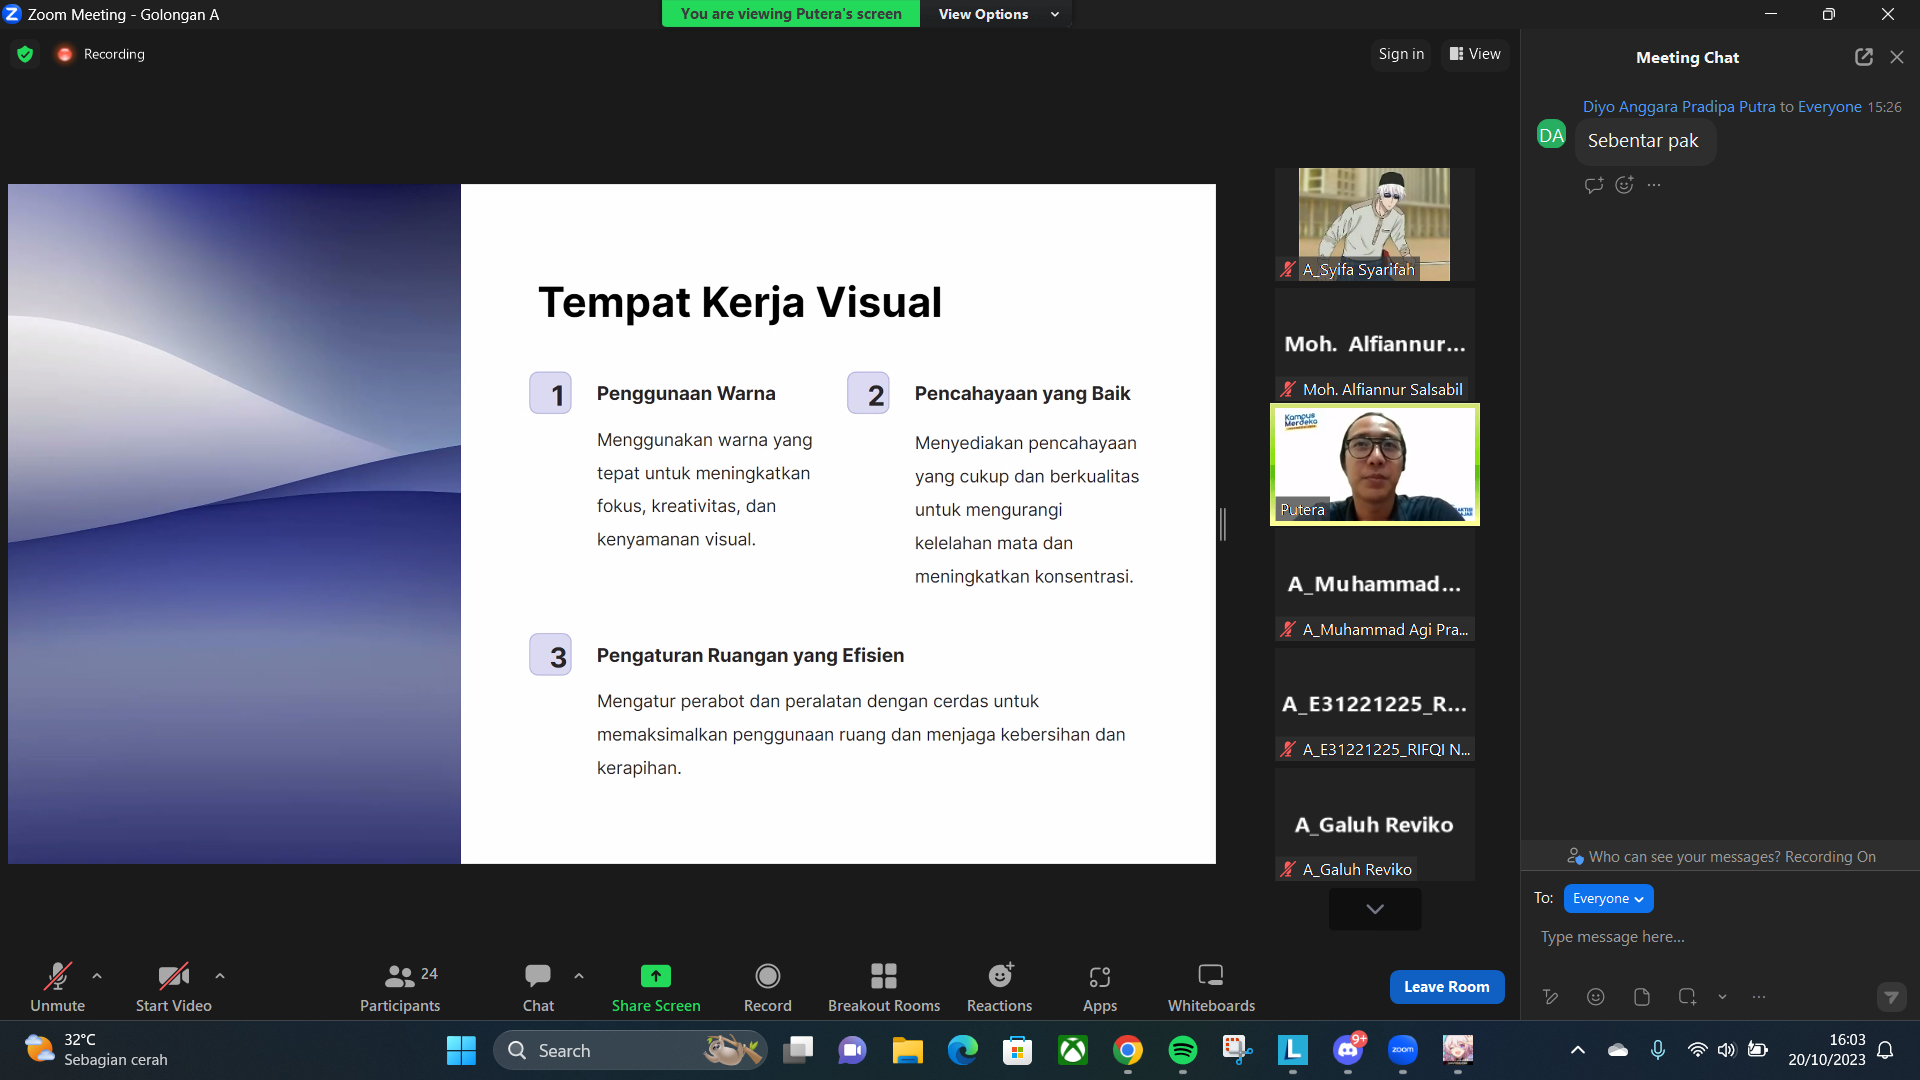 Zoom Meeting - Golongan A
You are viewing Putera's screen
View Options
Recording
Sign in
View
Meeting Chat
Diyo Anggara Pradipa Putra to Everyone 15:26
DA
Sebentar pak
Tempat Kerja Visual
1
Penggunaan Warna
Menggunakan warna yang
tepat untuk meningkatkan
fokus, kreativitas, dan
kenyamanan visual.
2
Pencahayaan yang Baik
Menyediakan pencahayaan
yang cukup dan berkualitas
untuk mengurangi
kelelahan mata dan
meningkatkan konsentrasi.
3
Pengaturan Ruangan yang Efisien
Mengatur perabot dan peralatan dengan cerdas untuk
memaksimalkan penggunaan ruang dan menjaga kebersihan dan
kerapihan.
A_Syifa Syarifah
Moh. Alfiannur...
Moh. Alfiannur Salsabil
Kampus
Merdeka
Putera
A_Muhammad...
A_Muhammad Agi Pra...
A_E31221225_R...
A_E31221225_RIFQI N...
A_Galuh Reviko
A_Galuh Reviko
Who can see your messages? Recording On
To:
Everyone
Type message here...
Unmute
Start Video
24
Participants
Chat
Share Screen
Record
Breakout Rooms
Reactions
Apps
Whiteboards
Leave Room
32°C
Sebagian cerah
Search
L
9+
zoom
16:03
20/10/2023